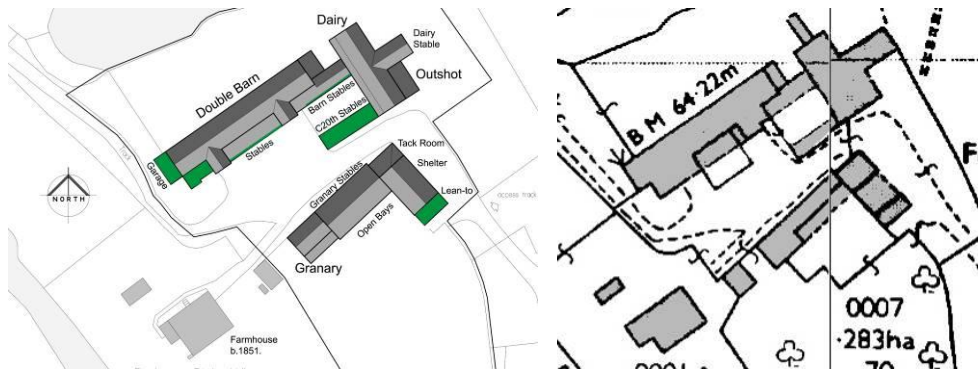 Dairy
Dairy
Stable
Outshot
Double Barn
Barn Stables
C20th Stables
Stables
Garage
Track
NORTH
Tack Room
Shelter
Granary Stables
Lean-to
Open Bays
access track
Granary
Farmhouse
b.1851.
B M 64·22m
F
0007
·283ha